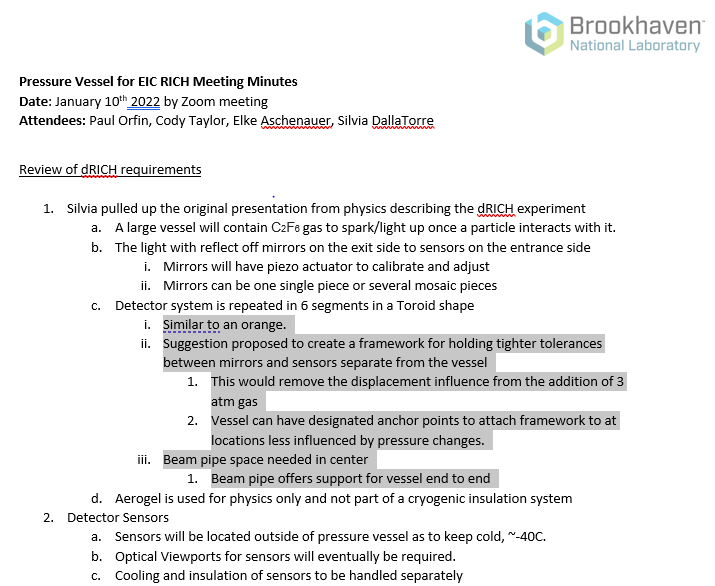 Brookhaven™
National Laboratory
Pressure Vessel for EIC RICH Meeting Minutes
Date: January 10th 2022 by Zoom meeting
Attendees: Paul Orfin, Cody Taylor, Elke Aschenauer, Silvia DallaTorre
Review of dRICH requirements
1. Silvia pulled up the original presentation from physics describing the dRICH experiment
a. A large vessel will contain C2F6 gas to spark/light up once a particle interacts with it.
b. The light with reflect off mirrors on the exit side to sensors on the entrance side
i. Mirrors will have piezo actuator to calibrate and adjust
ii. Mirrors can be one single piece or several mosaic pieces
c. Detector system is repeated in 6 segments in a Toroid shape
i. Similar to an orange.
ii. Suggestion proposed to create a framework for holding tighter tolerances
between mirrors and sensors separate from the vessel
1. This would remove the displacement influence from the addition of 3
atm gas
2. Vessel can have designated anchor points to attach framework to at
locations less influenced by pressure changes.
iii. Beam pipe space needed in center
1. Beam pipe offers support for vessel end to end
d. Aerogel is used for physics only and not part of a cryogenic insulation system
2. Detector Sensors
a. Sensors will be located outside of pressure vessel as to keep cold, ~-40C.
b. Optical Viewports for sensors will eventually be required.
c. Cooling and insulation of sensors to be handled separately